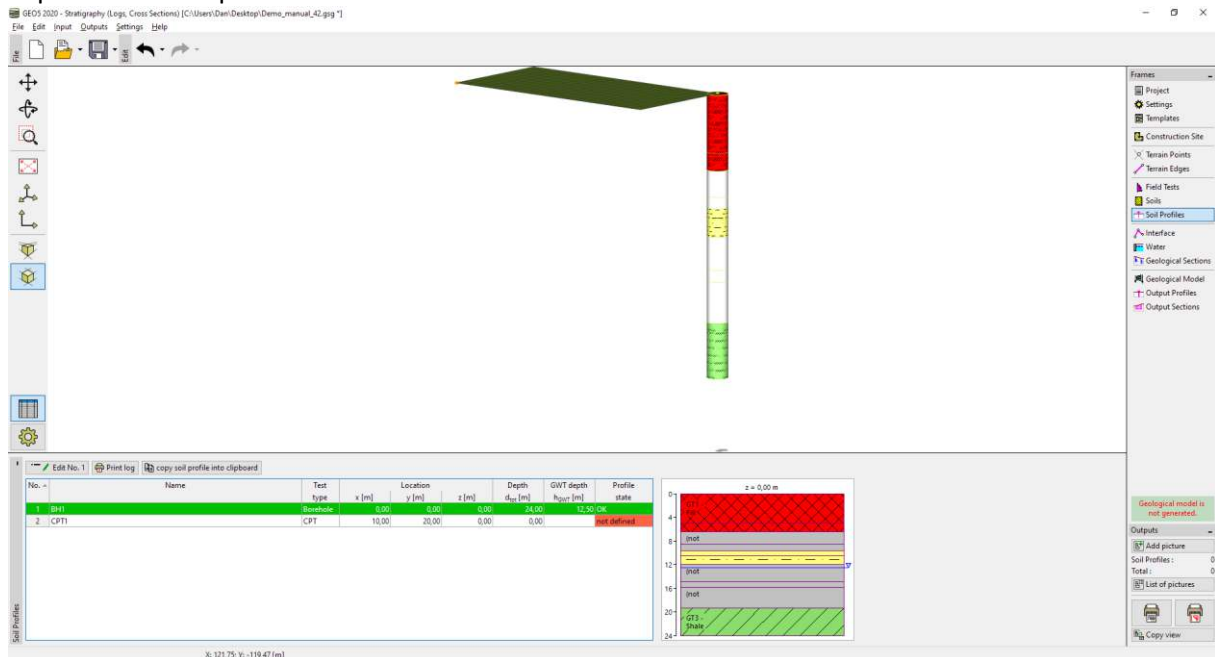 GEO5 2020 - Stratigraphy (Logs, Cross Sections) [C:\Users\Dan\Desktop\Demo_manual_42.gsg *]
File Edit Input Outputs Settings Help
File
Edit
Frames
Project
Settings
Templates
Construction Site
Terrain Points
Terrain Edges
Field Tests
Soils
Soil Profiles
Interface
Water
Geological Sections
Geological Model
Output Profiles
Output Sections
Edit No. 1 Print log copy soil profile into clipboard
No. Name Test Location Depth GWT depth Profile
type x [m] y [m] z [m] dtot [m] hGWT [m] state
1 BH1 Borehole 0,00 0,00 0,00 24,00 12,50 OK
2 CPT1 CPT 10,00 20,00 0,00 0,00 not defined
Soil Profiles
z = 0,00 m
0
4
8
12
16
20
24
GT1
(not
(not
(not
GT3 -
Shale
Geological model is
not generated.
Outputs
Add picture
Soil Profiles : 0
Total : 0
List of pictures
Copy view
X: 121,75; Y: -119,47 [m]